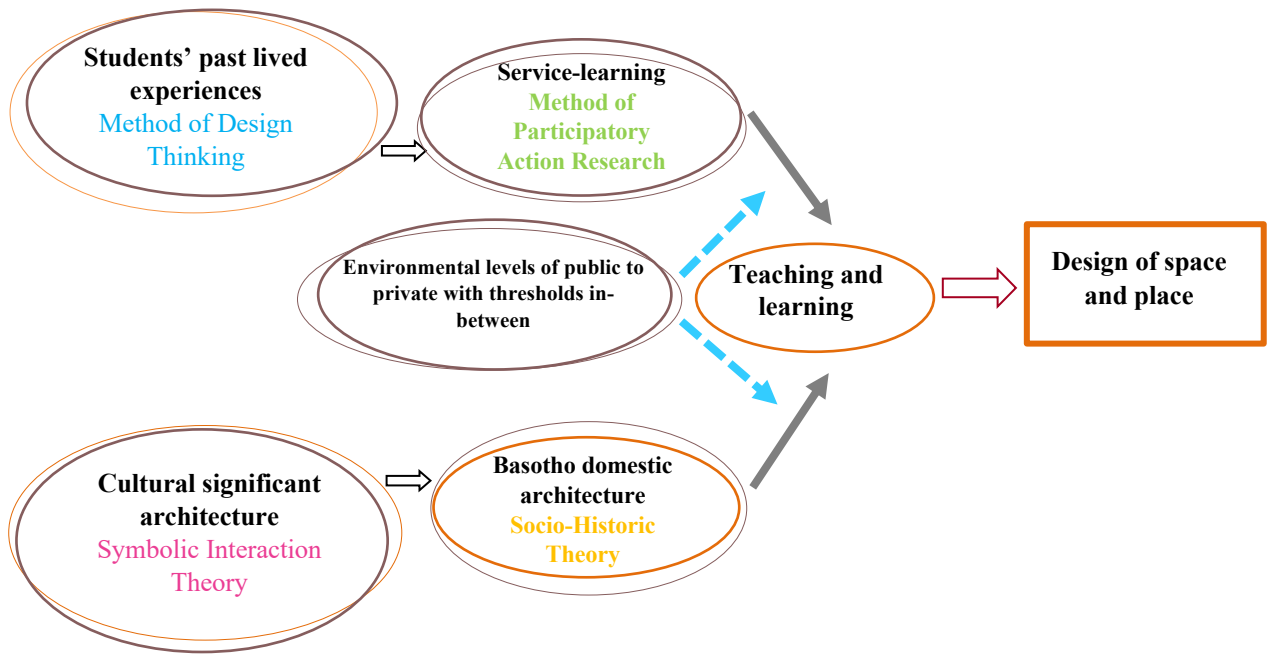 Students’ past lived
experiences
Method of Design
Thinking
Service-learning
Method of
Participatory
Action Research
Environmental levels of public to
private with thresholds in-
between
Teaching and
learning
Design of space
and place
Cultural significant
architecture
Symbolic Interaction
Theory
Basotho domestic
architecture
Socio-Historic
Theory